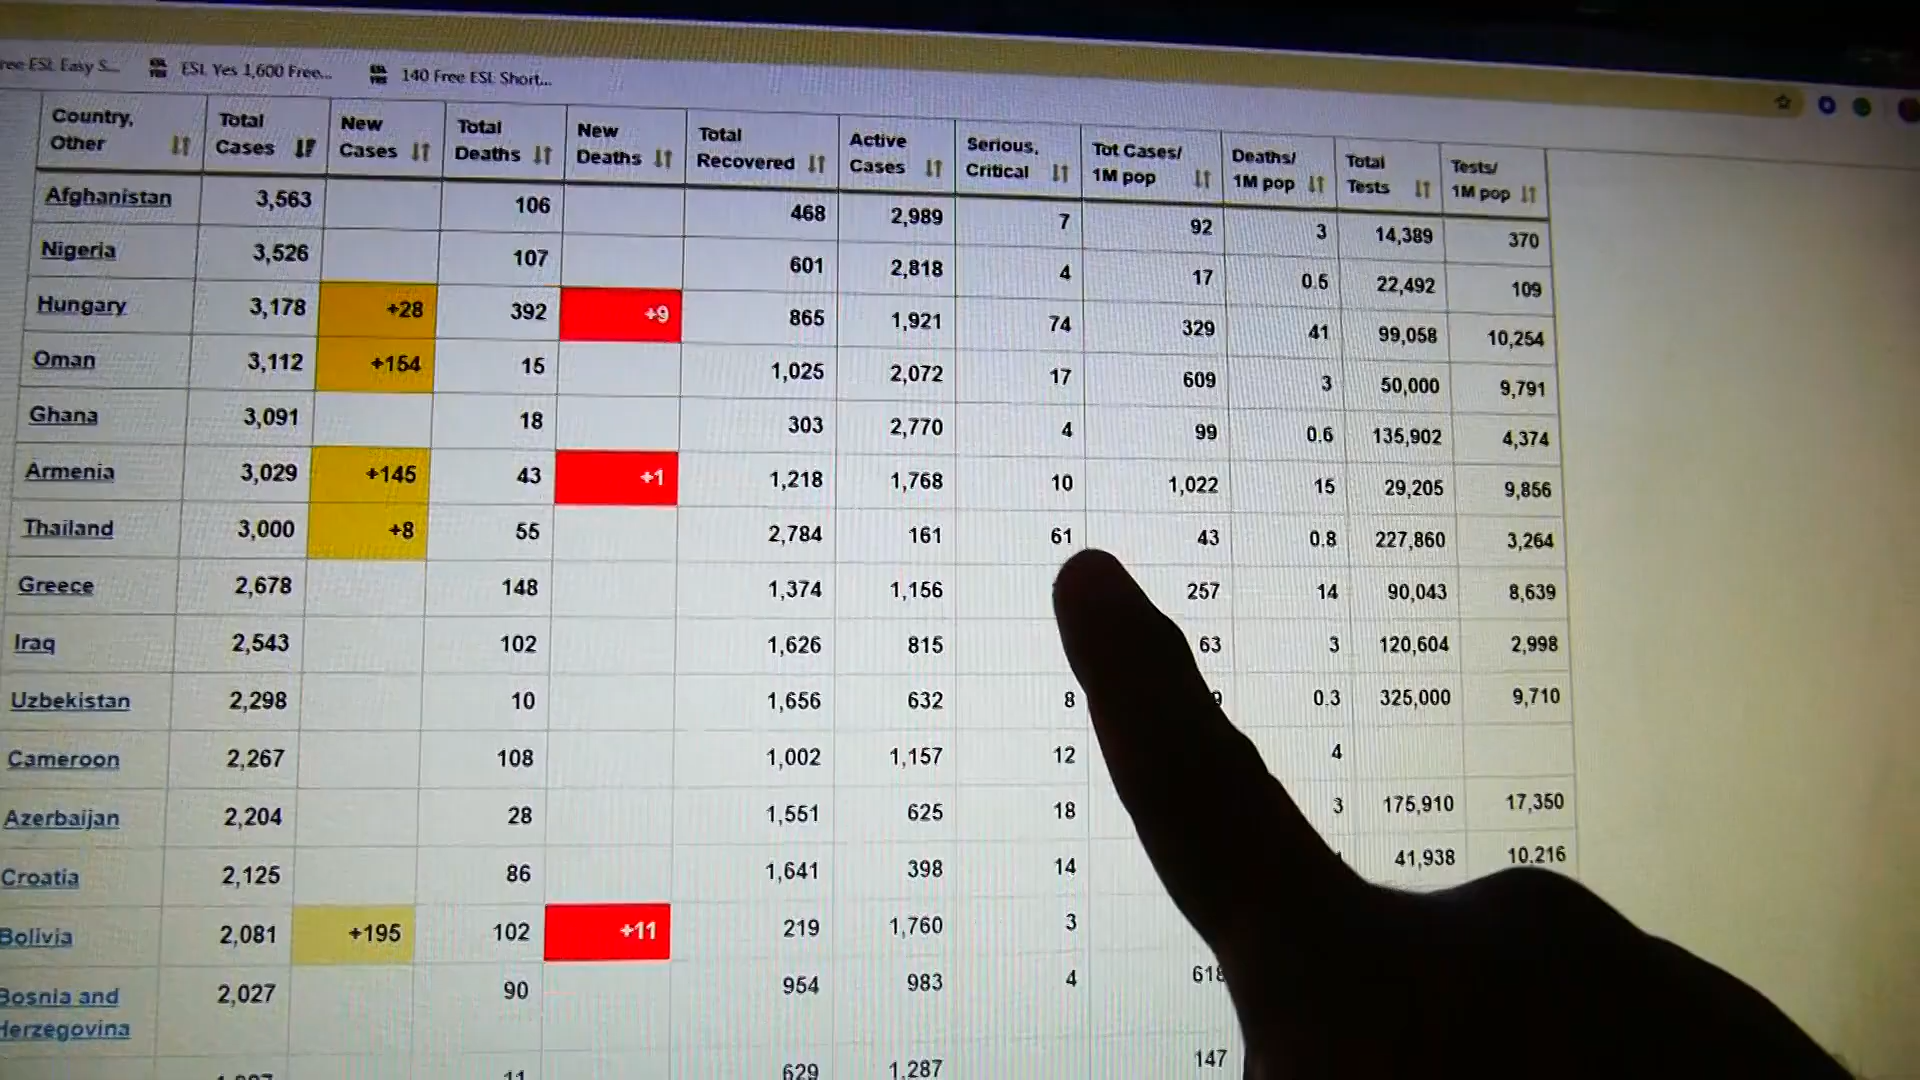 ree ESL Easy S... ESL Yes 1,600 Free... 140 Free ESL Short...
Country, Other Total Cases New Cases Total Deaths New Deaths Total Recovered Active Cases Serious, Critical Tot Cases/ 1M pop Deaths/ 1M pop Total Tests Tests/ 1M pop
Afghanistan 3,563 106 468 2,989 7 92 3 14,389 370
Nigeria 3,526 107 601 2,818 4 17 0.5 22,492 109
Hungary 3,178 +28 392 +9 865 1,921 74 329 41 99,058 10,254
Oman 3,112 +154 15 1,025 2,072 17 609 3 50,000 9,791
Ghana 3,091 18 303 2,770 4 99 0.6 135,902 4,374
Armenia 3,029 +145 43 +1 1,218 1,768 10 1,022 15 29,205 9,856
Thailand 3,000 +8 55 2,784 161 61 43 0.8 227,860 3,264
Greece 2,678 148 1,374 1,156 257 14 90,043 8,639
Iraq 2,543 102 1,626 815 63 3 120,604 2,998
Uzbekistan 2,298 10 1,656 632 8 9 0.3 325,000 9,710
Cameroon 2,267 108 1,002 1,157 12 4
Azerbaijan 2,204 28 1,551 625 18 3 175,910 17,350
Croatia 2,125 86 1,641 398 14 41,938 10,216
Bolivia 2,081 +195 102 +11 219 1,760 3
Bosnia and Herzegovina 2,027 90 954 983 4 618
11 629 1,287 147